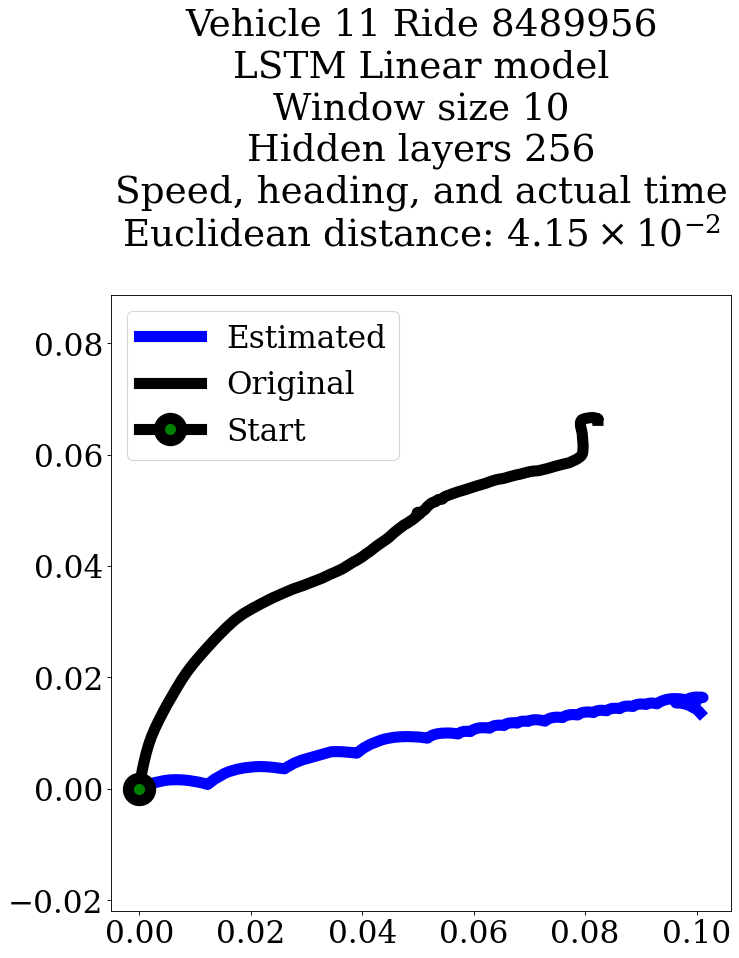 Vehicle 11 Ride 8489956
LSTM Linear model
Window size 10
Hidden layers 256
Speed, heading, and actual time
Euclidean distance: 4.15 × 10⁻²
Estimated
Original
Start
0.08
0.06
0.04
0.02
0.00
−0.02
0.00 0.02 0.04 0.06 0.08 0.10